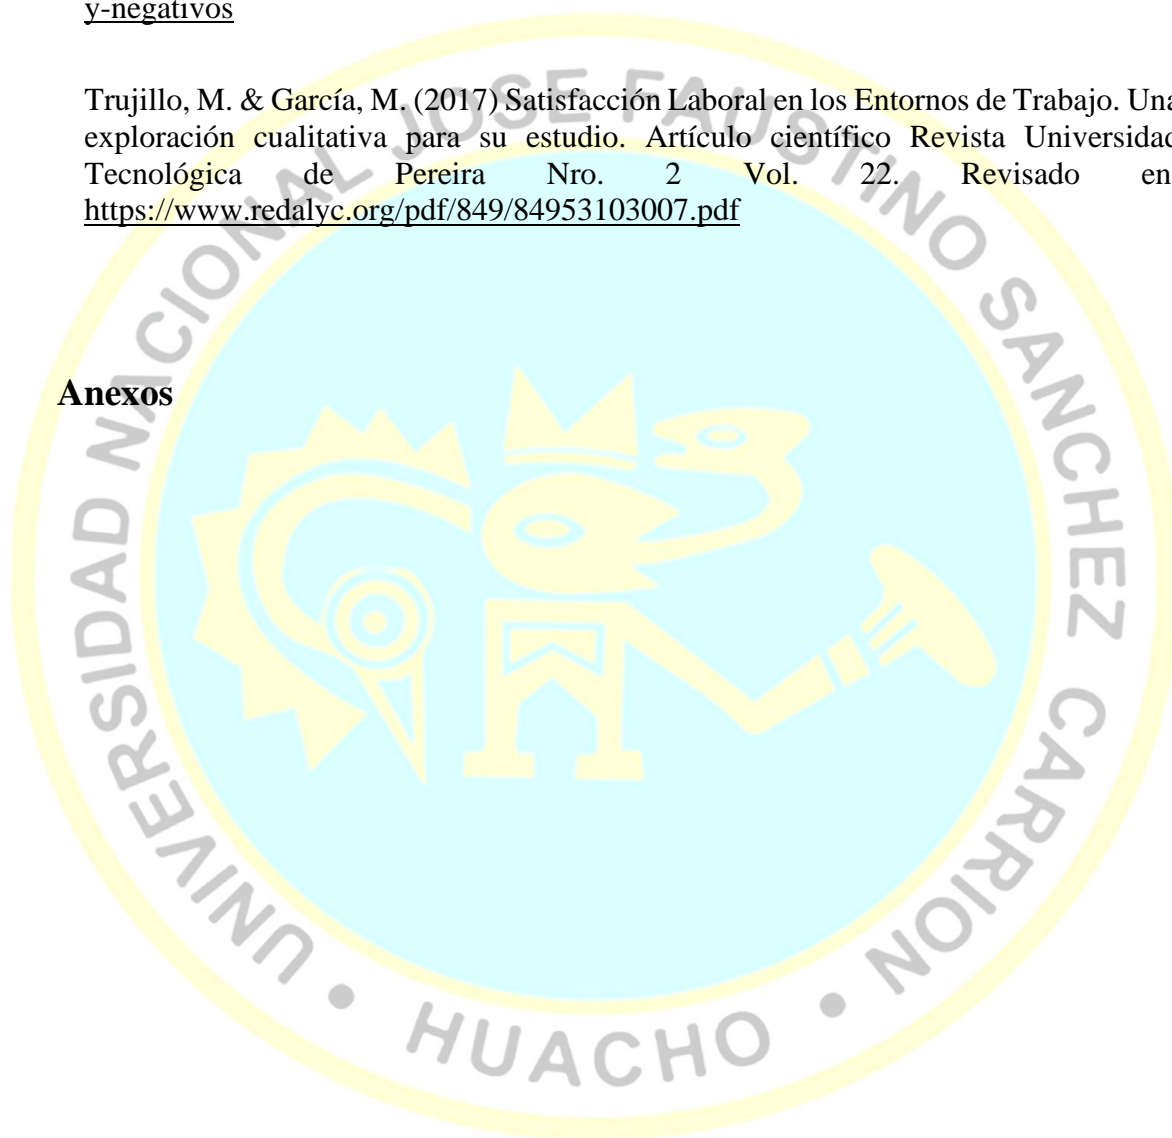 y-negativos
Trujillo, M. & García, M. (2017) Satisfacción Laboral en los Entornos de Trabajo. Una
exploración cualitativa para su estudio. Artículo científico Revista Universidad
Tecnológica de Pereira Nro. 2 Vol. 22. Revisado en
https://www.redalyc.org/pdf/849/84953103007.pdf
Anexos
UNIVERSIDAD NACIONAL JOSE FAUSTINO SANCHEZ CARRION
• HUACHO •